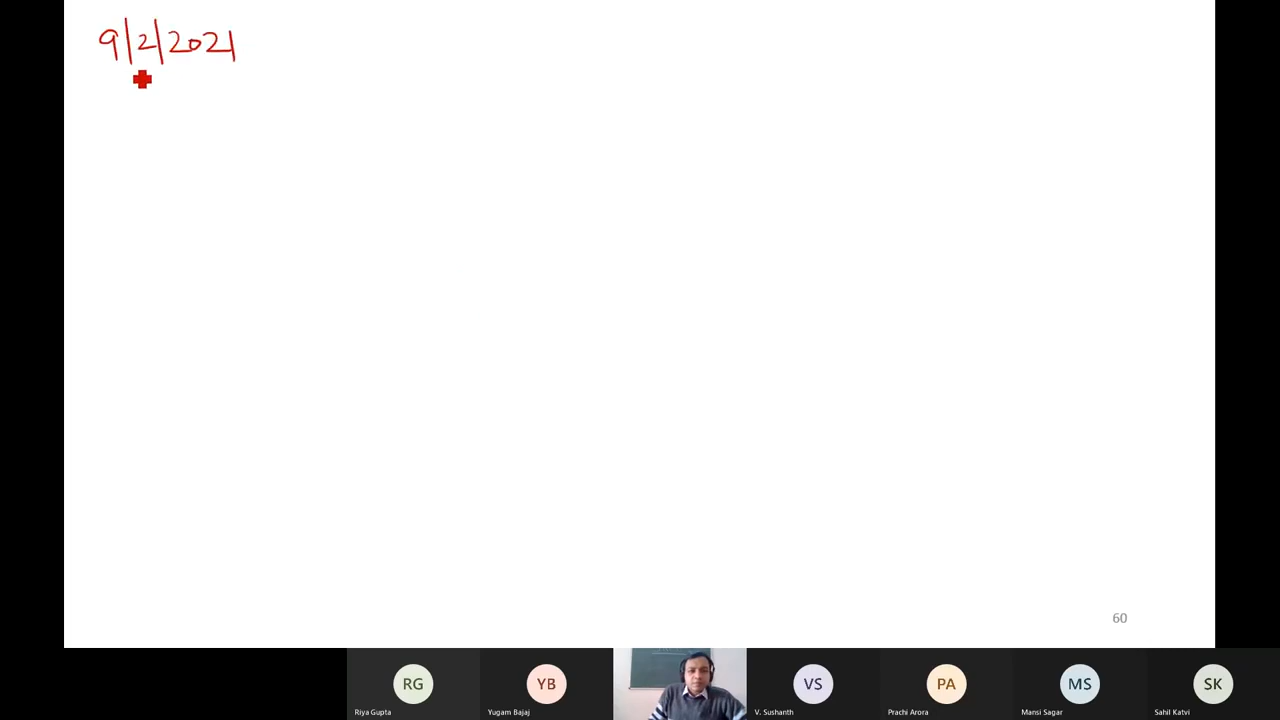 9/2/2021
60
RG YB VS PA MS SK
Riya Gupta Yugam Bajaj V. Sushanth Prachi Arora Mansi Sagar Sahil Katvi